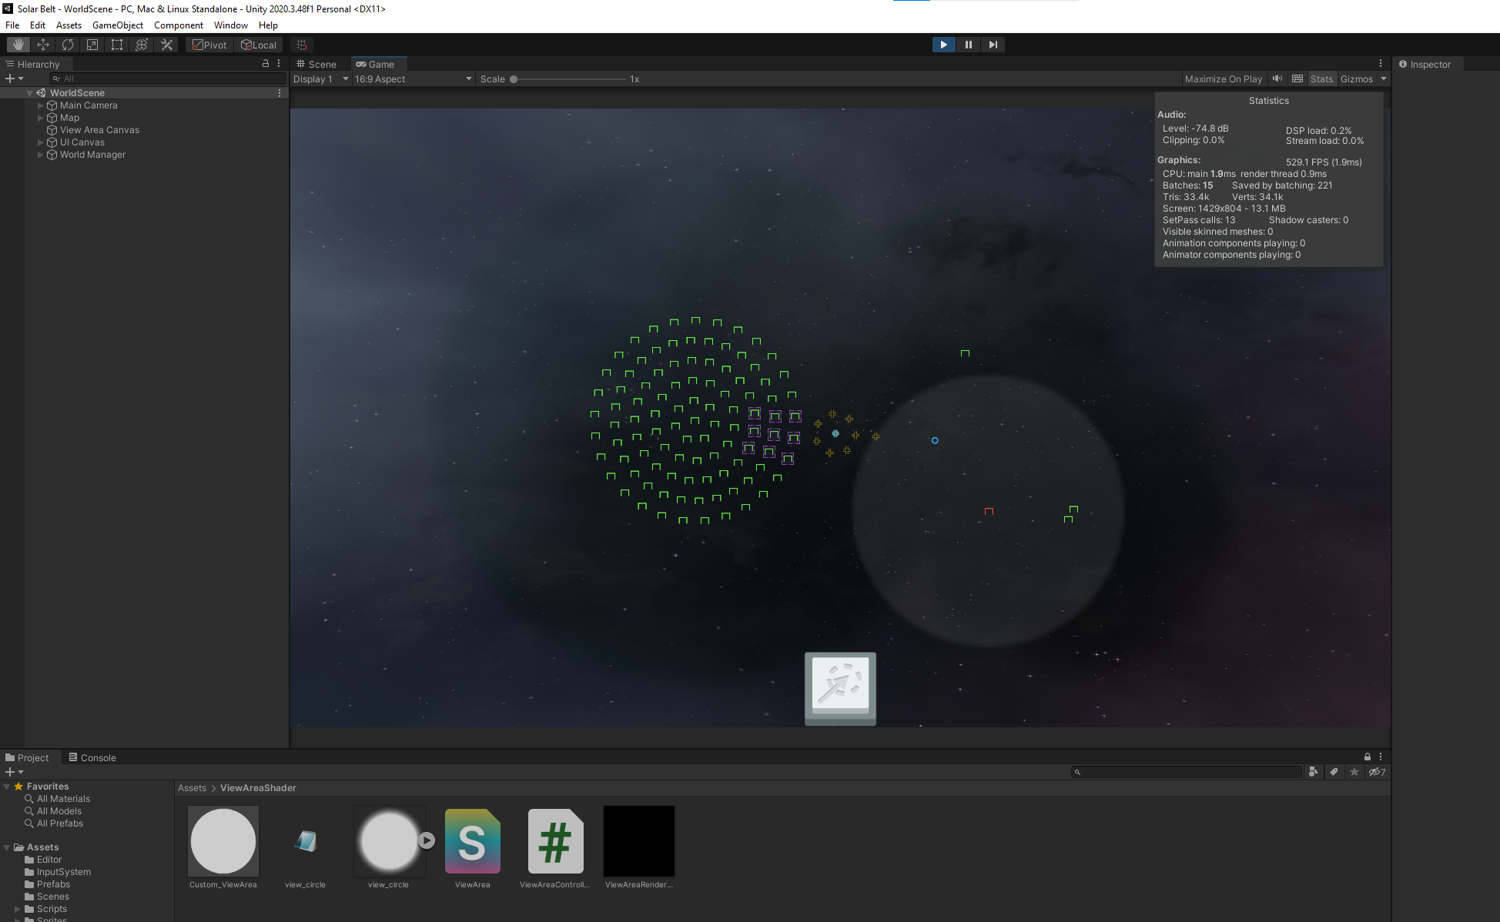 Solar Belt - WorldScene - PC, Mac & Linux Standalone - Unity 2020.3.48f1 Personal <DX11>
File Edit Assets GameObject Component Window Help
Pivot Local
Hierarchy
Scene Game
Inspector
All
Display 1 16:9 Aspect Scale 1x Maximize On Play Stats Gizmos
WorldScene
Main Camera
Map
View Area Canvas
UI Canvas
World Manager
Statistics
Audio:
Level: -74.8 dB DSP load: 0.2%
Clipping: 0.0% Stream load: 0.0%
Graphics: 529.1 FPS (1.9ms)
CPU: main 1.9ms render thread 0.9ms
Batches: 15 Saved by batching: 221
Tris: 33.4k Verts: 34.1k
Screen: 1429x804 - 13.1 MB
SetPass calls: 13 Shadow casters: 0
Visible skinned meshes: 0
Animation components playing: 0
Animator components playing: 0
Project Console
7
Favorites
All Materials
All Models
All Prefabs
Assets
Editor
InputSystem
Prefabs
Scenes
Scripts
Sprites
Assets > ViewAreaShader
S #
Custom_ViewArea view_circle view_circle ViewArea ViewAreaControll... ViewAreaRender...